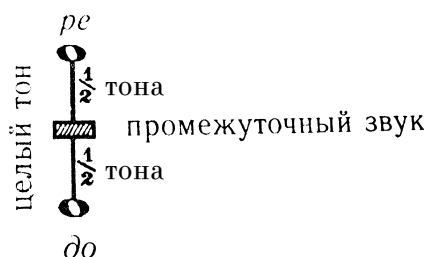 ре
целый тон
1/2 тона
промежуточный звук
1/2 тона
до